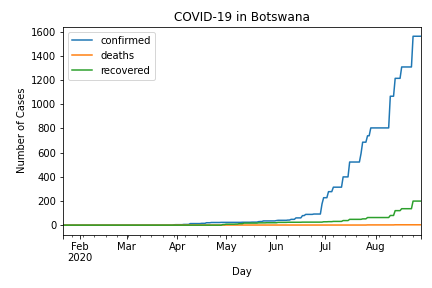 COVID-19 in Botswana
confirmed
deaths
recovered
Number of Cases
1600
1400
1200
1000
800
600
400
200
0
Feb Mar Apr May Jun Jul Aug
2020
Day